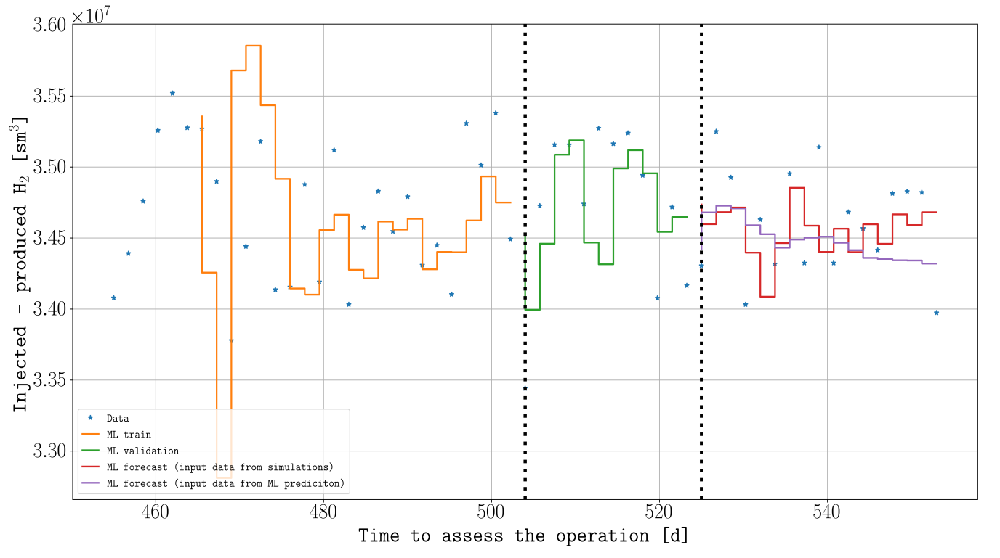 ×10⁷
3.60
3.55
3.50
3.45
3.40
3.35
3.30
Injected - produced H₂ [sm³]
Data
ML train
ML validation
ML forecast (input data from simulations)
ML forecast (input data from ML prediciton)
460 480 500 520 540
Time to assess the operation [d]